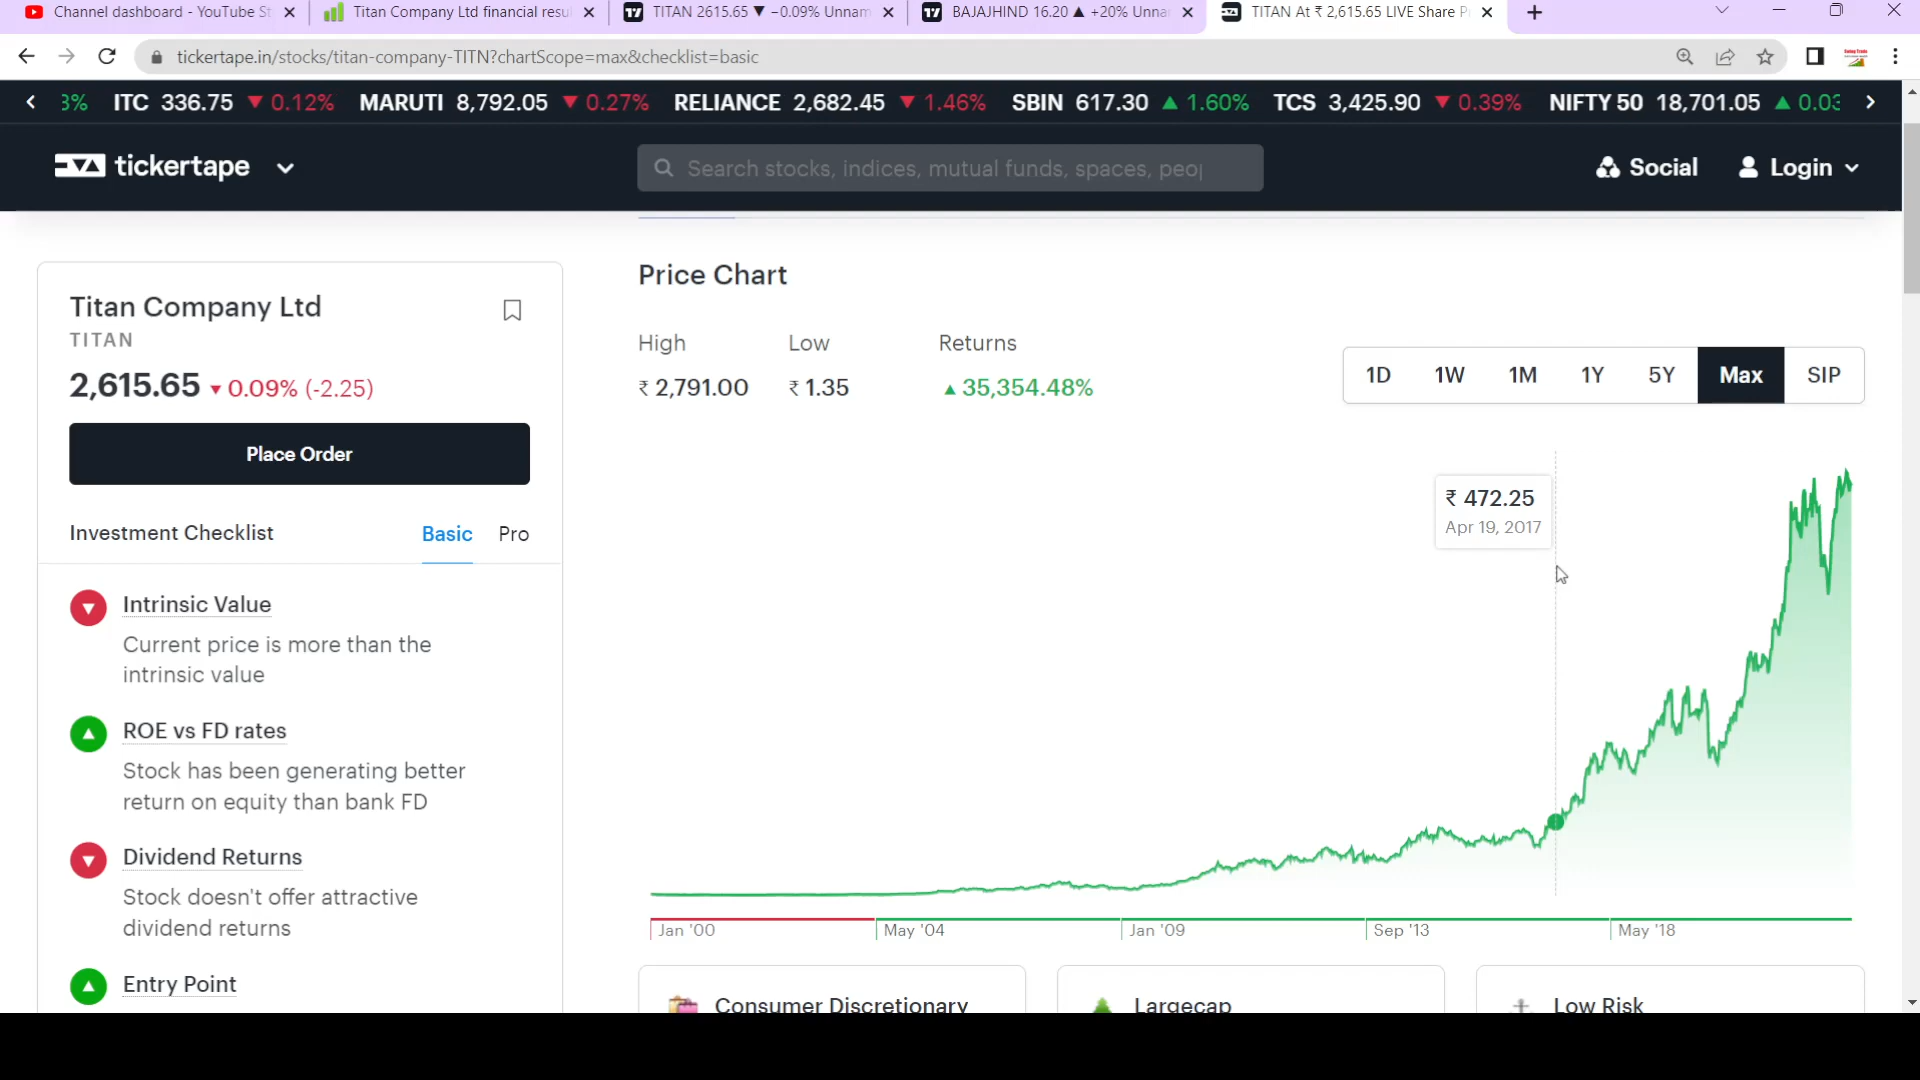 Channel dashboard - YouTube St
Titan Company Ltd financial resul
TITAN 2615.65 ▼ −0.09% Unnam
BAJAJHIND 16.20 ▲ +20% Unna
TITAN At ₹ 2,615.65 LIVE Share P
tickertape.in/stocks/titan-company-TITN?chartScope=max&checklist=basic
3% ITC 336.75 ▼ 0.12% MARUTI 8,792.05 ▼ 0.27% RELIANCE 2,682.45 ▼ 1.46% SBIN 617.30 ▲ 1.60% TCS 3,425.90 ▼ 0.39% NIFTY 50 18,701.05 ▲ 0.03
tickertape
Search stocks, indices, mutual funds, spaces, peop
Social
Login
Titan Company Ltd
TITAN
2,615.65 ▼ 0.09% (-2.25)
Place Order
Investment Checklist
Basic
Pro
Intrinsic Value
Current price is more than the
intrinsic value
ROE vs FD rates
Stock has been generating better
return on equity than bank FD
Dividend Returns
Stock doesn't offer attractive
dividend returns
Entry Point
Price Chart
High
Low
Returns
₹ 2,791.00
₹ 1.35
▲ 35,354.48%
1D
1W
1M
1Y
5Y
Max
SIP
₹ 472.25
Apr 19, 2017
Jan '00
May '04
Jan '09
Sep '13
May '18
Consumer Discretionary
Largecap
Low Risk